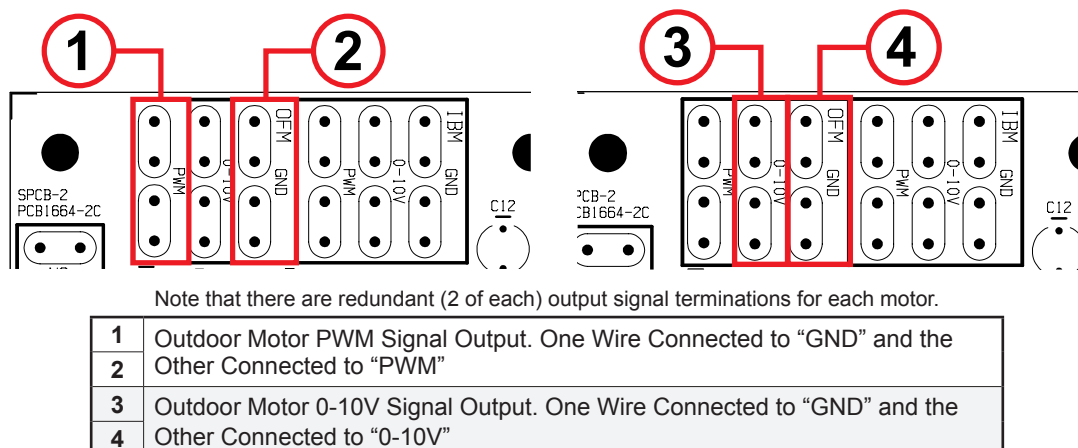 1
2
PWM
0-10V
OFM
GND
PWM
0-10V
IBM
GND
SPCB-2
PCB1664-2C
C12
3
4
PWM
0-10V
OFM
GND
PWM
0-10V
IBM
GND
PCB-2
CB1664-2C
C12
Note that there are redundant (2 of each) output signal terminations for each motor.
1
2
Outdoor Motor PWM Signal Output. One Wire Connected to “GND” and the
Other Connected to “PWM”
3
4
Outdoor Motor 0-10V Signal Output. One Wire Connected to “GND” and the
Other Connected to “0-10V”